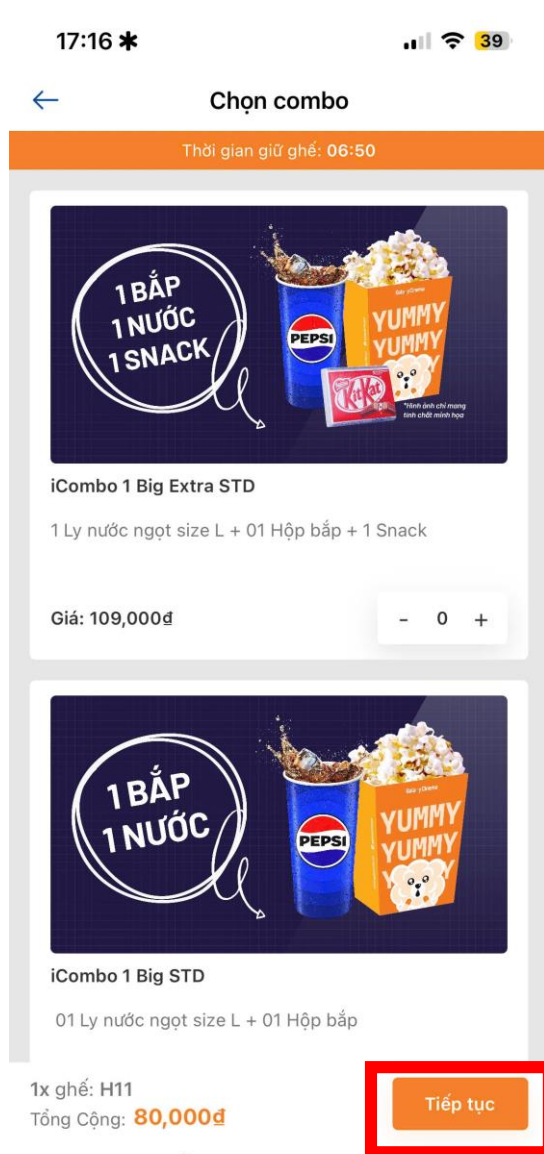 17:16
39
Chọn combo
Thời gian giữ ghế: 06:50
1 BẮP
1 NƯỚC
1 SNACK
PEPSI
YUMMY
YUMMY
KitKat
*Hình ảnh chỉ mang
tính chất minh họa
iCombo 1 Big Extra STD
1 Ly nước ngọt size L + 01 Hộp bắp + 1 Snack
Giá: 109,000₫
- 0 +
1 BẮP
1 NƯỚC
PEPSI
YUMMY
YUMMY
iCombo 1 Big STD
01 Ly nước ngọt size L + 01 Hộp bắp
1x ghế: H11
Tổng Cộng: 80,000₫
Tiếp tục